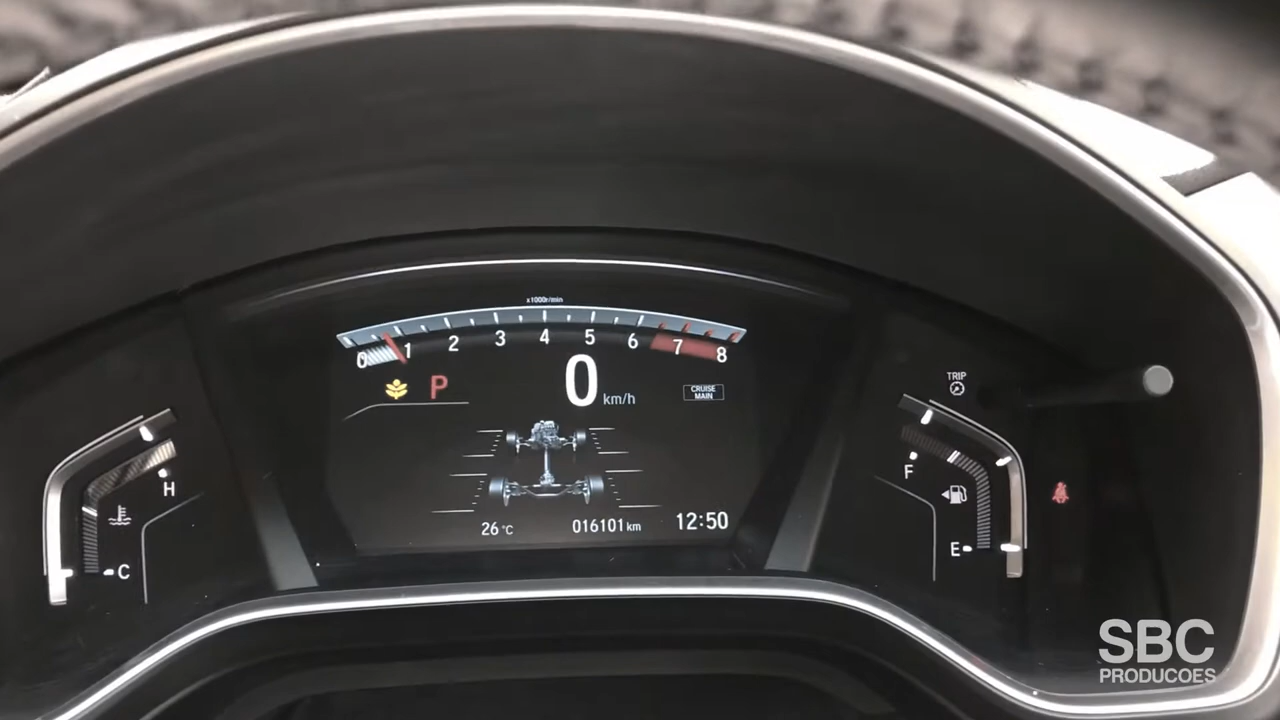 x1000r/min
0 1 2 3 4 5 6 7 8
P
0 km/h
CRUISE
MAIN
TRIP
H
C
F
E
26°C
016101 km
12:50
SBC
PRODUCOES